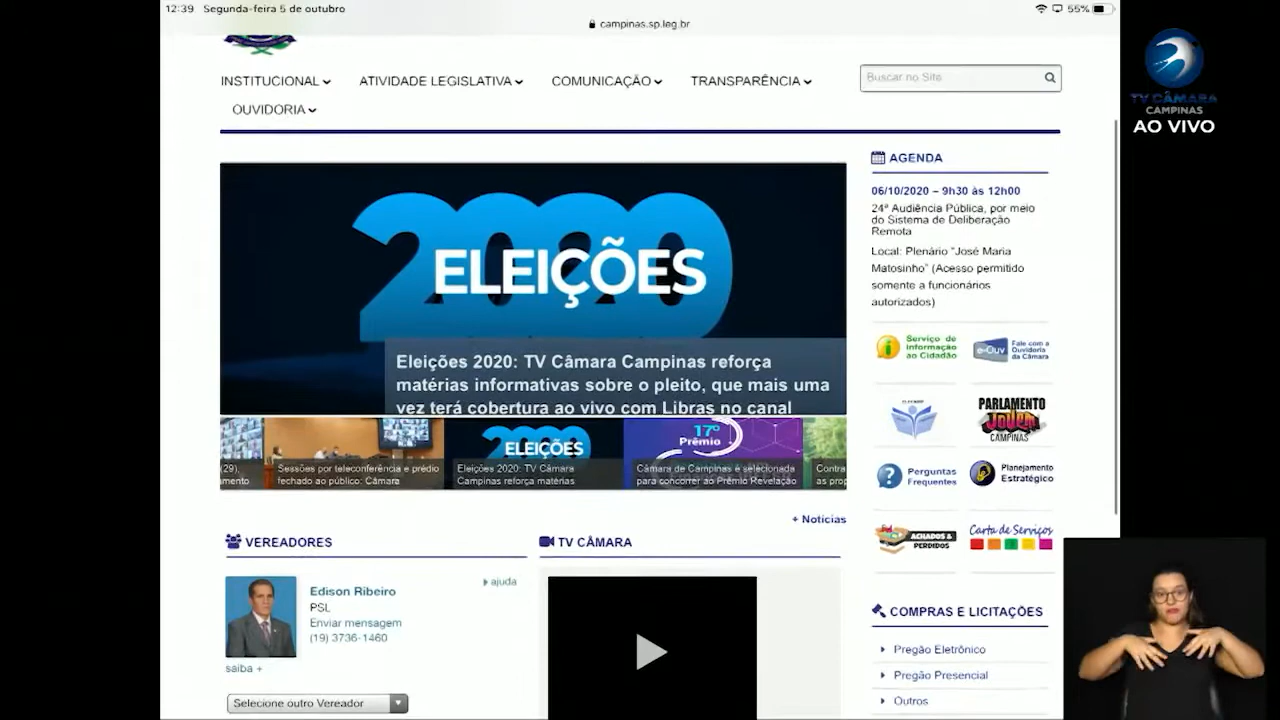 12:39 Segunda-feira 5 de outubro
55%
campinas.sp.leg.br
TV CÂMARA
CAMPINAS
AO VIVO
INSTITUCIONAL
ATIVIDADE LEGISLATIVA
COMUNICAÇÃO
TRANSPARÊNCIA
Buscar no Site
OUVIDORIA
2020
ELEIÇÕES
Eleições 2020: TV Câmara Campinas reforça
matérias informativas sobre o pleito, que mais uma
vez terá cobertura ao vivo com Libras no canal
(29),
amento
Sessões por teleconferência e prédio
fechado ao público: Câmara
ELEIÇÕES
Eleições 2020: TV Câmara
Campinas reforça matérias
17º
Prêmio
Câmara de Campinas é selecionada
para concorrer ao Prêmio Revelação
Contra
as prop
+ Notícias
AGENDA
06/10/2020 – 9h30 às 12h00
24ª Audiência Pública, por meio
do Sistema de Deliberação
Remota
Local: Plenário "José Maria
Matosinho" (Acesso permitido
somente a funcionários
autorizados)
Serviço de
Informação
ao Cidadão
e-Ouv
Fale com a
Ouvidoria
da Câmara
PARLAMENTO
JOVEM
CAMPINAS
Perguntas
Frequentes
Planejamento
Estratégico
ACHADOS &
PERDIDOS
Carta de Serviços
VEREADORES
ajuda
Edison Ribeiro
PSL
Enviar mensagem
(19) 3736-1460
saiba +
Selecione outro Vereador
TV CÂMARA
COMPRAS E LICITAÇÕES
Pregão Eletrônico
Pregão Presencial
Outros